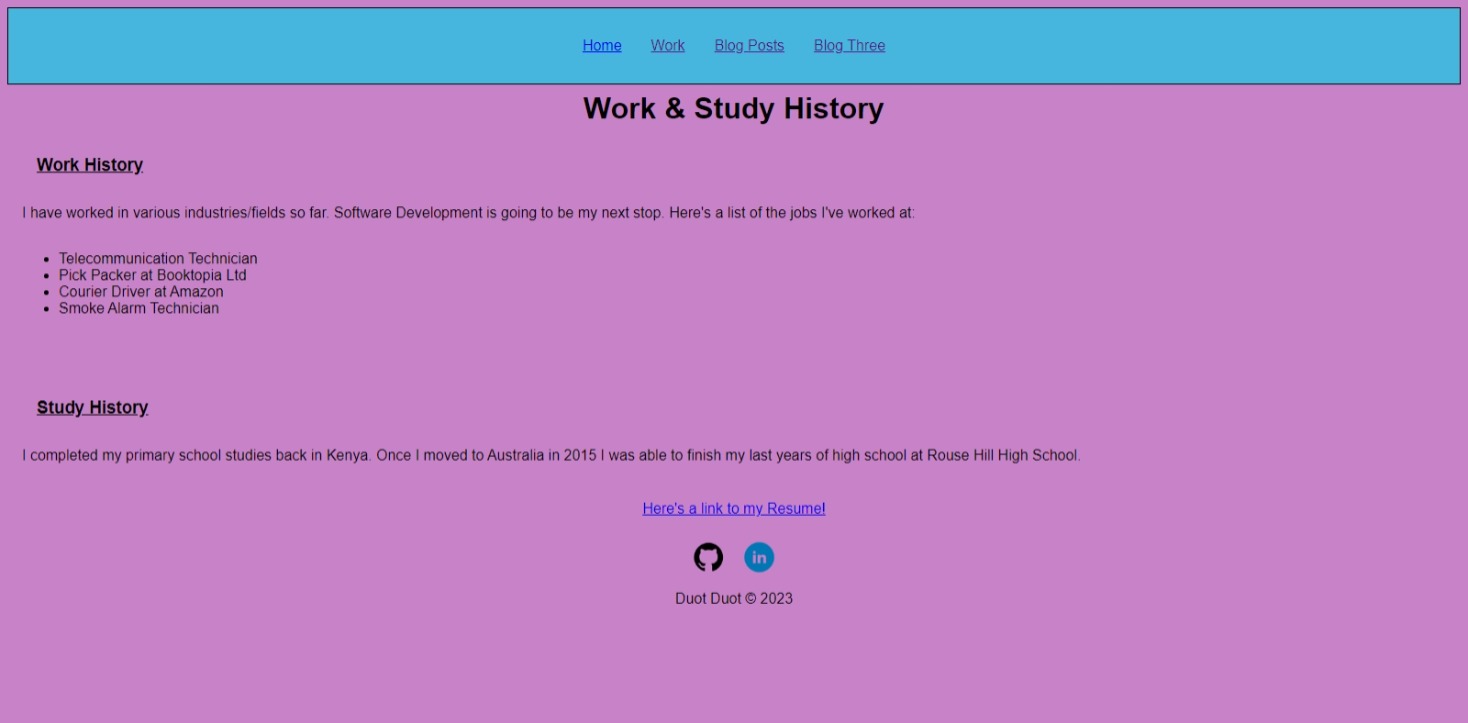 Home Work Blog Posts Blog Three
Work & Study History
Work History
I have worked in various industries/fields so far. Software Development is going to be my next stop. Here's a list of the jobs I've worked at:
Telecommunication Technician
Pick Packer at Booktopia Ltd
Courier Driver at Amazon
Smoke Alarm Technician
Study History
I completed my primary school studies back in Kenya. Once I moved to Australia in 2015 I was able to finish my last years of high school at Rouse Hill High School.
Here's a link to my Resume!
in
Duot Duot © 2023